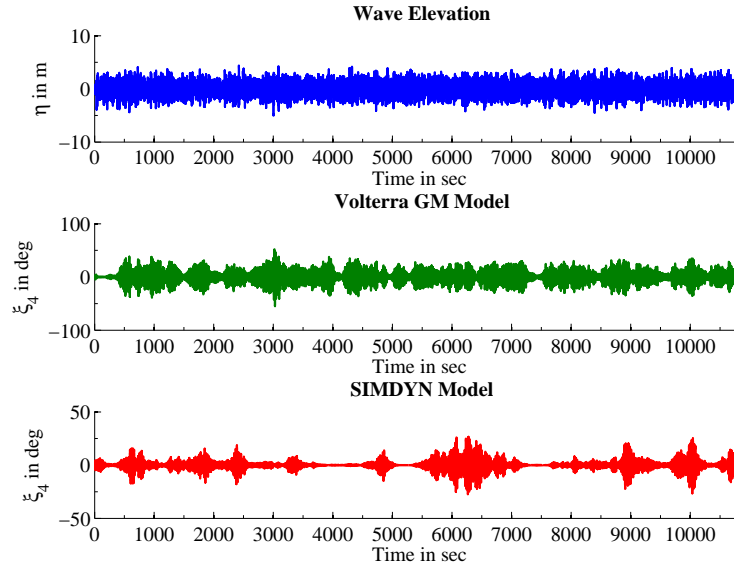 Wave Elevation
10
0
−10
η in m
0 1000 2000 3000 4000 5000 6000 7000 8000 9000 10000
Time in sec
Volterra GM Model
100
0
−100
ξ4 in deg
0 1000 2000 3000 4000 5000 6000 7000 8000 9000 10000
Time in sec
SIMDYN Model
50
0
−50
ξ4 in deg
0 1000 2000 3000 4000 5000 6000 7000 8000 9000 10000
Time in sec